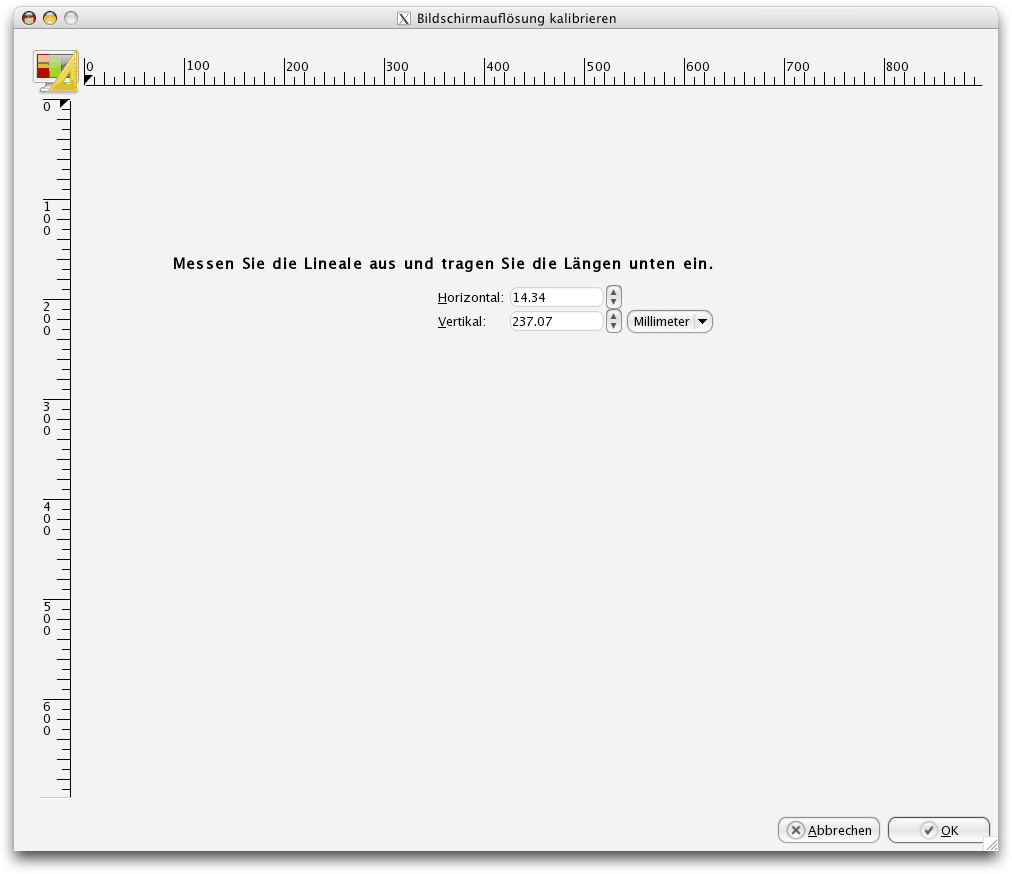 Bildschirmauflösung kalibrieren
0 100 200 300 400 500 600 700 800
0
100
200
300
400
500
600
Messen Sie die Lineale aus und tragen Sie die Längen unten ein.
Horizontal: 14.34
Vertikal: 237.07 Millimeter
Abbrechen OK